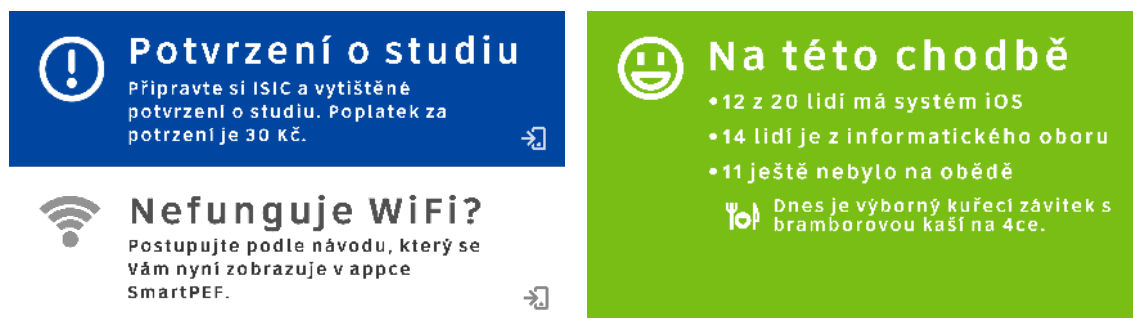 Potvrzení o studiu
Připravte si ISIC a vytištěné
potvrzení o studiu. Poplatek za
potrzení je 30 Kč.
Nefunguje WiFi?
Postupujte podle návodu, který se
Vám nyní zobrazuje v appce
SmartPEF.
Na této chodbě
•12 z 20 lidí má systém iOS
•14 lidí je z informatického oboru
•11 ještě nebylo na obědě
Dnes je výborný kuřecí závitek s
bramborovou kaší na 4ce.